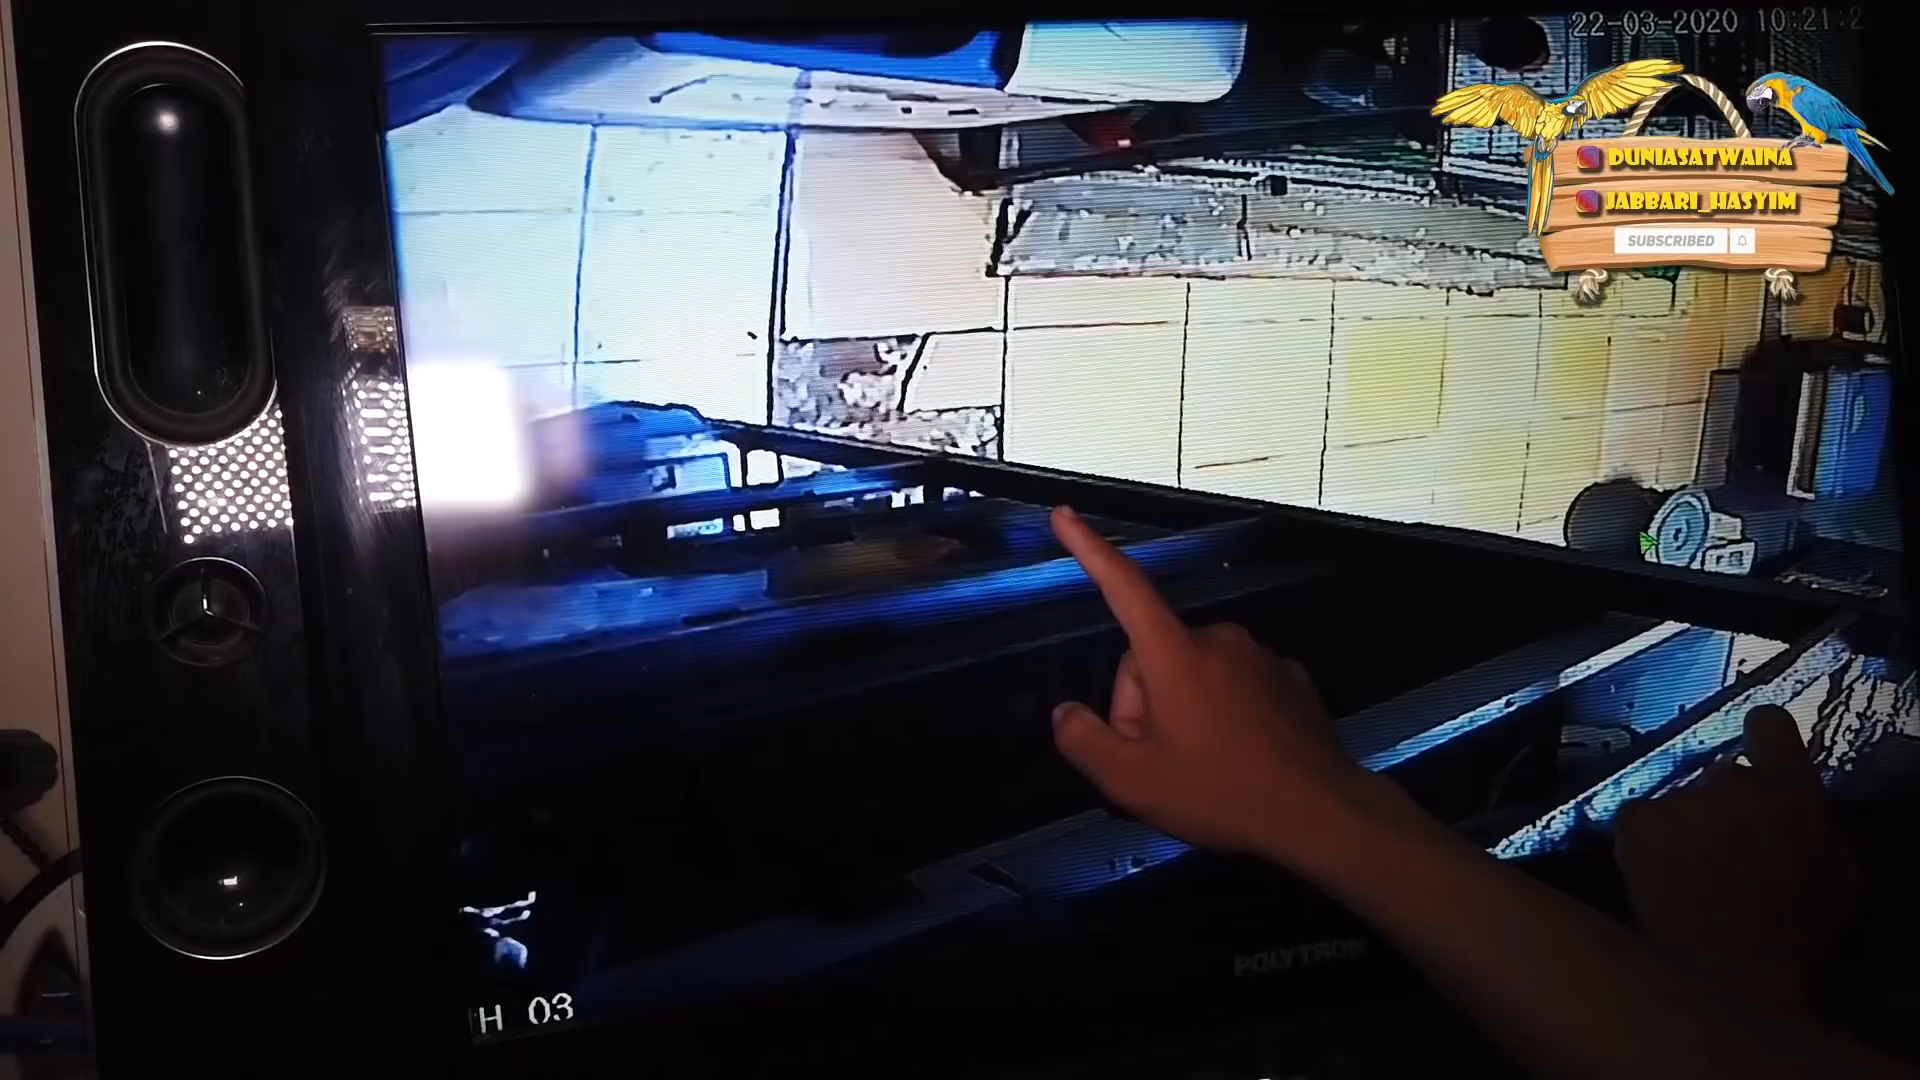 22-03-2020 10:21:2
DUNIASATWAINA
JABBARI_HASYIM
SUBSCRIBED
POLYTRON
H 03